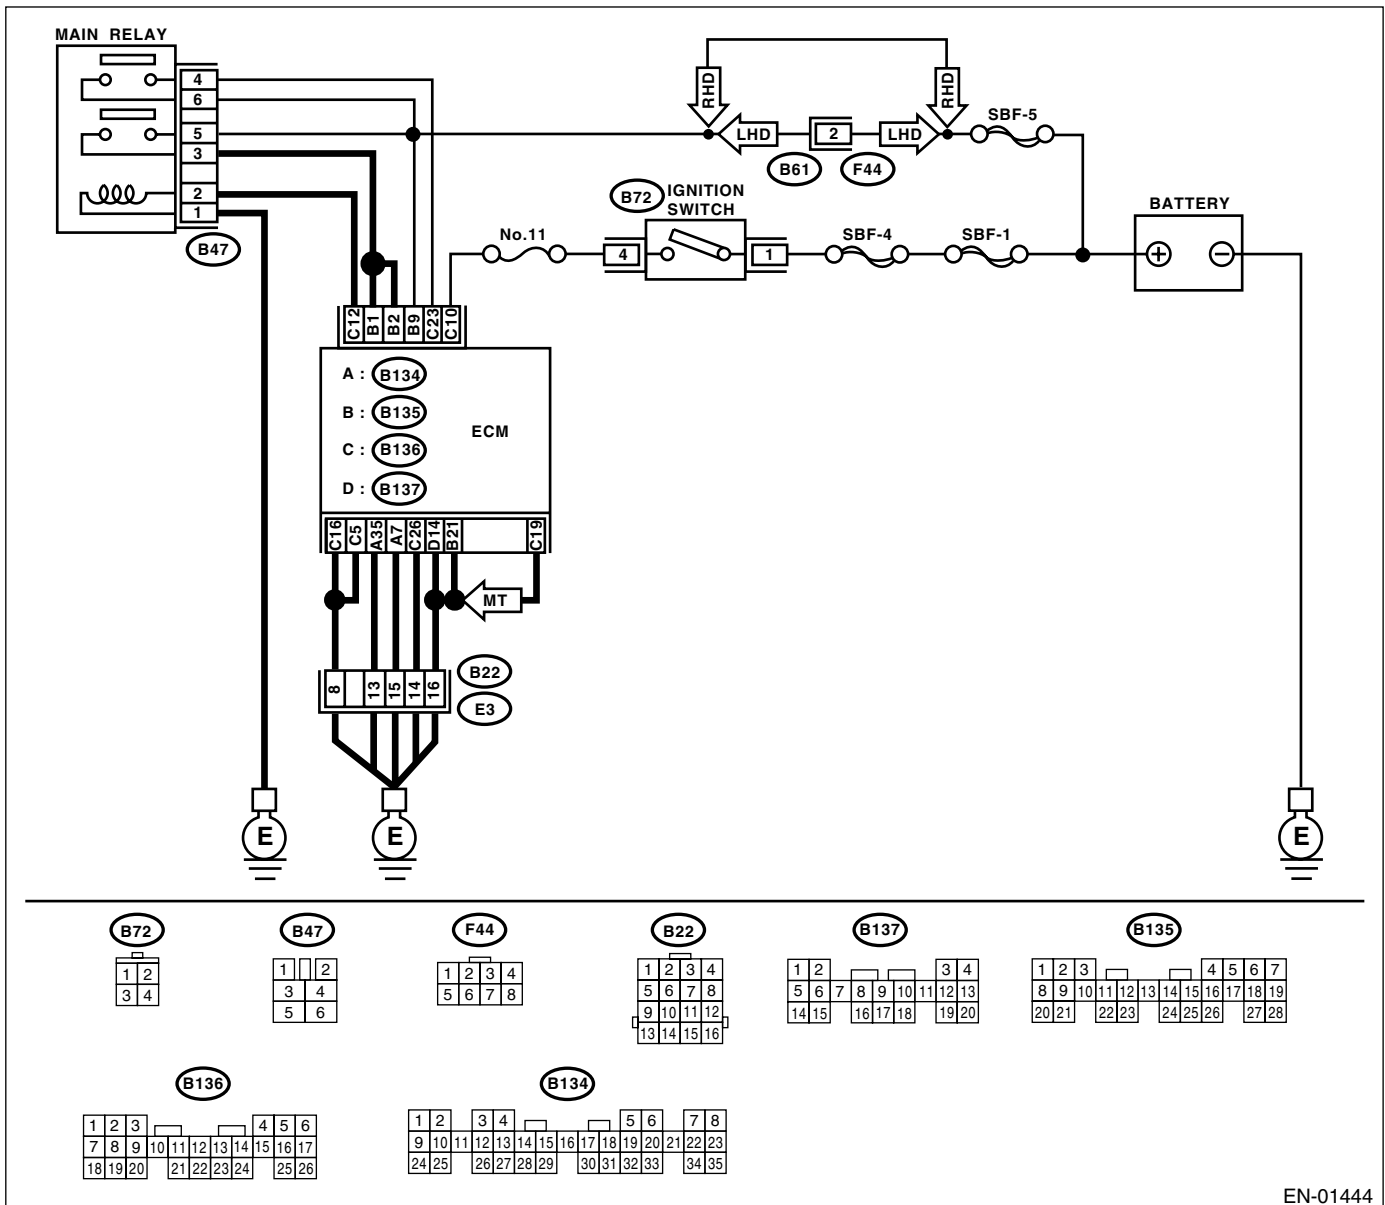 MAIN RELAY
4
6
5
3
2
1
B47
RHD
RHD
LHD
2
LHD
SBF-5
B61
F44
B72
IGNITION
SWITCH
BATTERY
No.11
4
1
SBF-4
SBF-1
+
−
C12
B1
B2
B9
C23
C10
A : B134
B : B135
C : B136
D : B137
ECM
C16
C5
A35
A7
C26
D14
B21
C19
MT
8
13
15
14
16
B22
E3
E
E
E
B72
1 2
3 4
B47
1 2
3 4
5 6
F44
1 2 3 4
5 6 7 8
B22
1 2 3 4
5 6 7 8
9 10 11 12
13 14 15 16
B137
1 2 3 4
5 6 7 8 9 10 11 12 13
14 15 16 17 18 19 20
B135
1 2 3 4 5 6 7
8 9 10 11 12 13 14 15 16 17 18 19
20 21 22 23 24 25 26 27 28
B136
1 2 3 4 5 6
7 8 9 10 11 12 13 14 15 16 17
18 19 20 21 22 23 24 25 26
B134
1 2 3 4 5 6 7 8
9 10 11 12 13 14 15 16 17 18 19 20 21 22 23
24 25 26 27 28 29 30 31 32 33 34 35
EN-01444